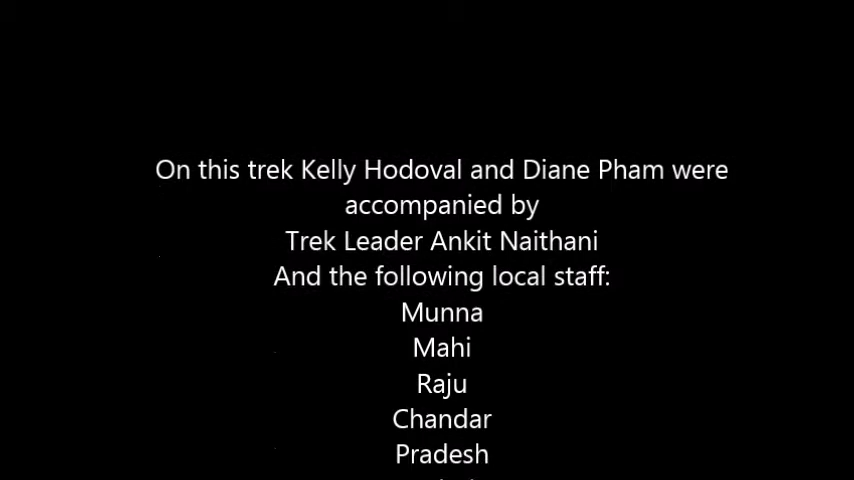 On this trek Kelly Hodoval and Diane Pham were
accompanied by
Trek Leader Ankit Naithani
And the following local staff:
Munna
Mahi
Raju
Chandar
Pradesh